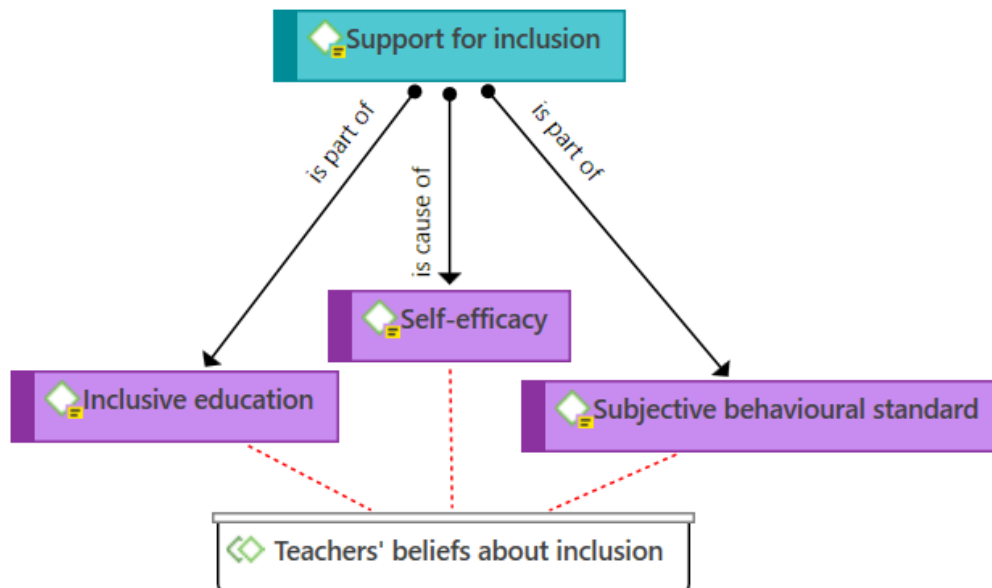 Support for inclusion
is part of
is cause of
is part of
Self-efficacy
Inclusive education
Subjective behavioural standard
Teachers' beliefs about inclusion